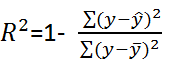 R²=1- ∑(y-ŷ)² / ∑(y-ȳ)²